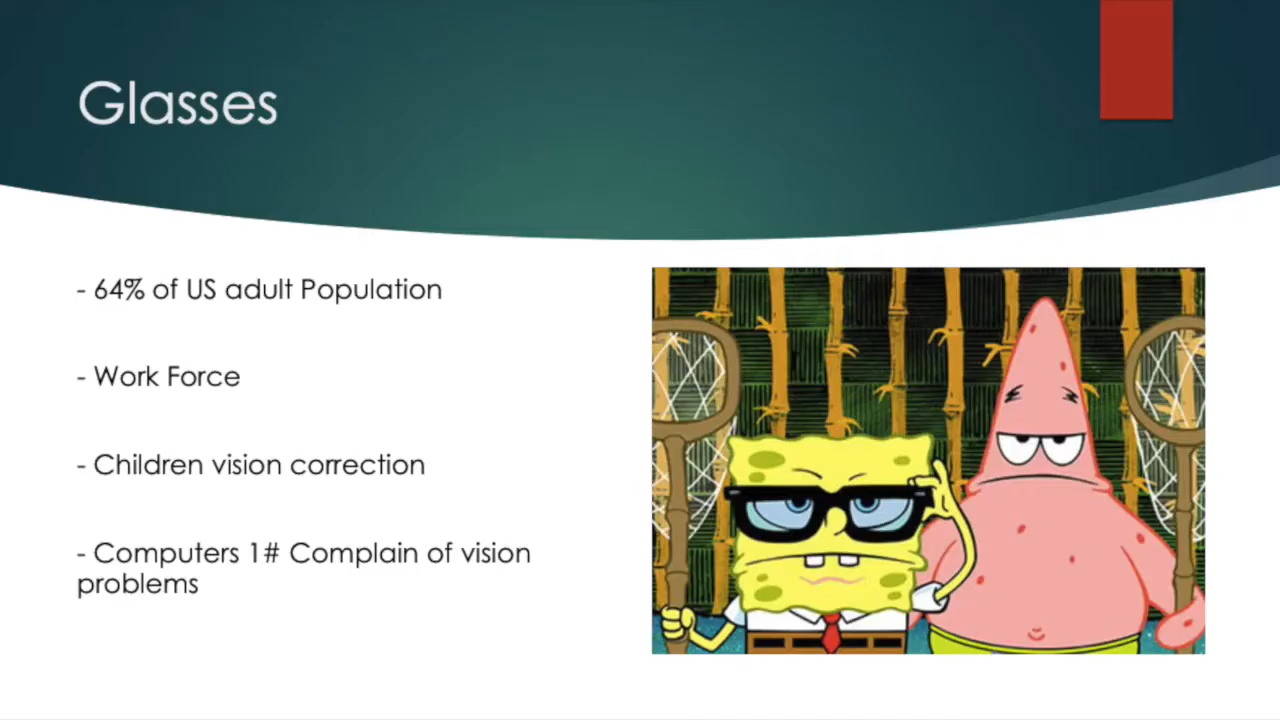 Glasses
- 64% of US adult Population
- Work Force
- Children vision correction
- Computers 1# Complain of vision
problems